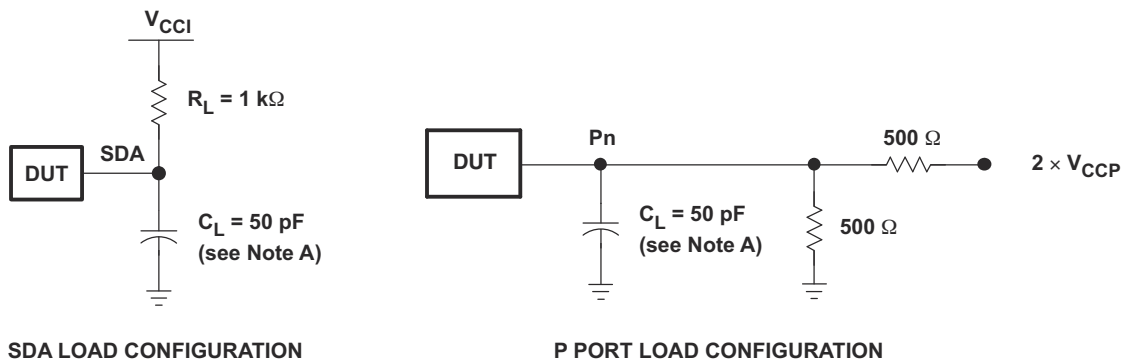 V_CCI
R_L = 1 kΩ
SDA
DUT
C_L = 50 pF
(see Note A)
SDA LOAD CONFIGURATION
DUT
Pn
500 Ω
2 × V_CCP
C_L = 50 pF
(see Note A)
500 Ω
P PORT LOAD CONFIGURATION